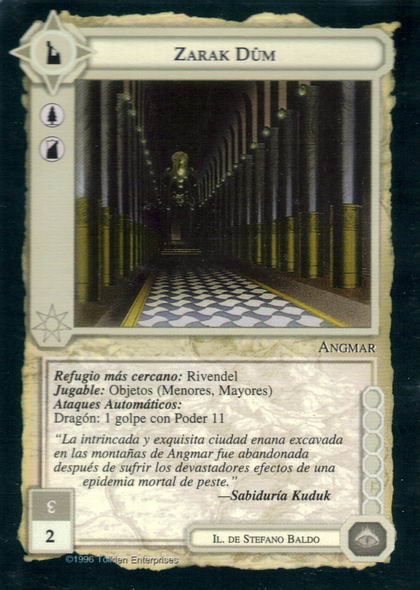 ZARAK DÛM
ANGMAR
Refugio más cercano: Rivendel
Jugable: Objetos (Menores, Mayores)
Ataques Automáticos:
Dragón: 1 golpe con Poder 11
“La intrincada y exquisita ciudad enana excavada
en las montañas de Angmar fue abandonada
después de sufrir los devastadores efectos de una
epidemia mortal de peste.”
—Sabiduría Kuduk
2
IL. DE STEFANO BALDO
©1996 Tolkien Enterprises